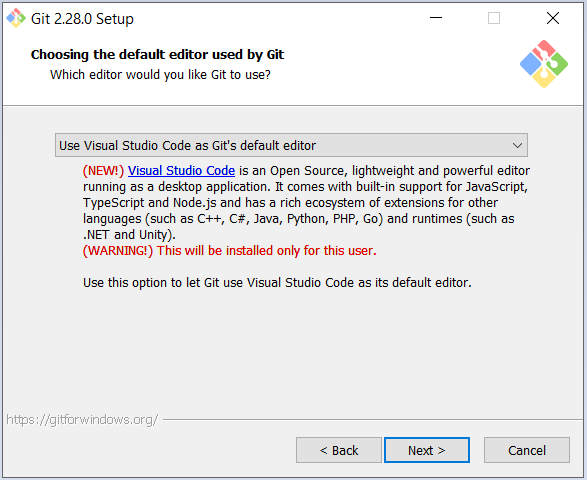 Git 2.28.0 Setup
Choosing the default editor used by Git
Which editor would you like Git to use?
Use Visual Studio Code as Git's default editor
(NEW!) Visual Studio Code is an Open Source, lightweight and powerful editor
running as a desktop application. It comes with built-in support for JavaScript,
TypeScript and Node.js and has a rich ecosystem of extensions for other
languages (such as C++, C#, Java, Python, PHP, Go) and runtimes (such as
.NET and Unity).
(WARNING!) This will be installed only for this user.
Use this option to let Git use Visual Studio Code as its default editor.
https://gitforwindows.org/
< Back
Next >
Cancel